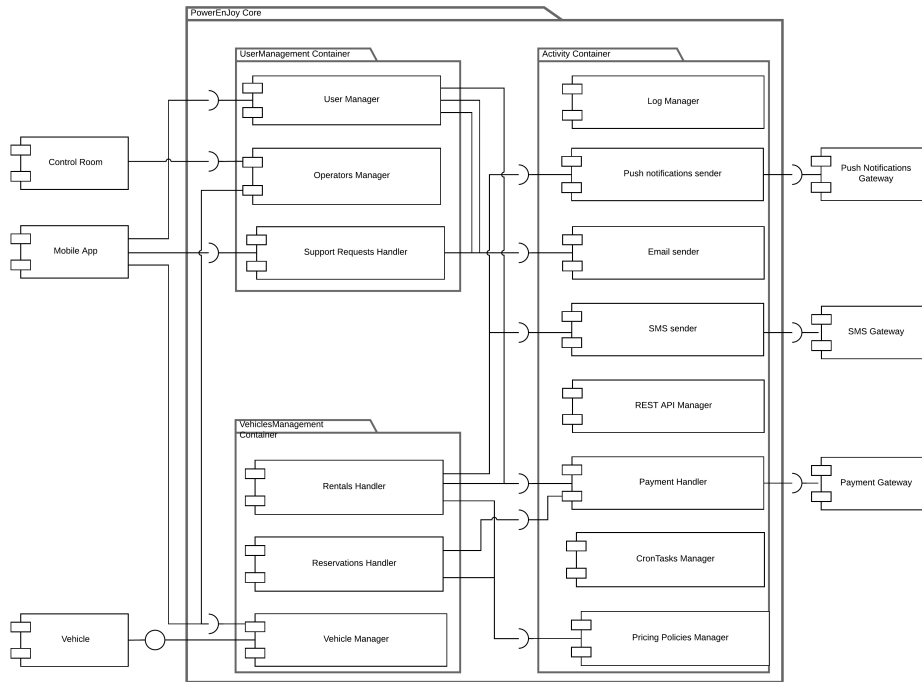 PowerEnJoy Core
UserManagement Container
Activity Container
User Manager
Log Manager
Control Room
Operators Manager
Push notifications sender
Push Notifications
Gateway
Mobile App
Support Requests Handler
Email sender
SMS sender
SMS Gateway
REST API Manager
VehiclesManagement
Container
Rentals Handler
Payment Handler
Payment Gateway
Reservations Handler
CronTasks Manager
Vehicle
Vehicle Manager
Pricing Policies Manager